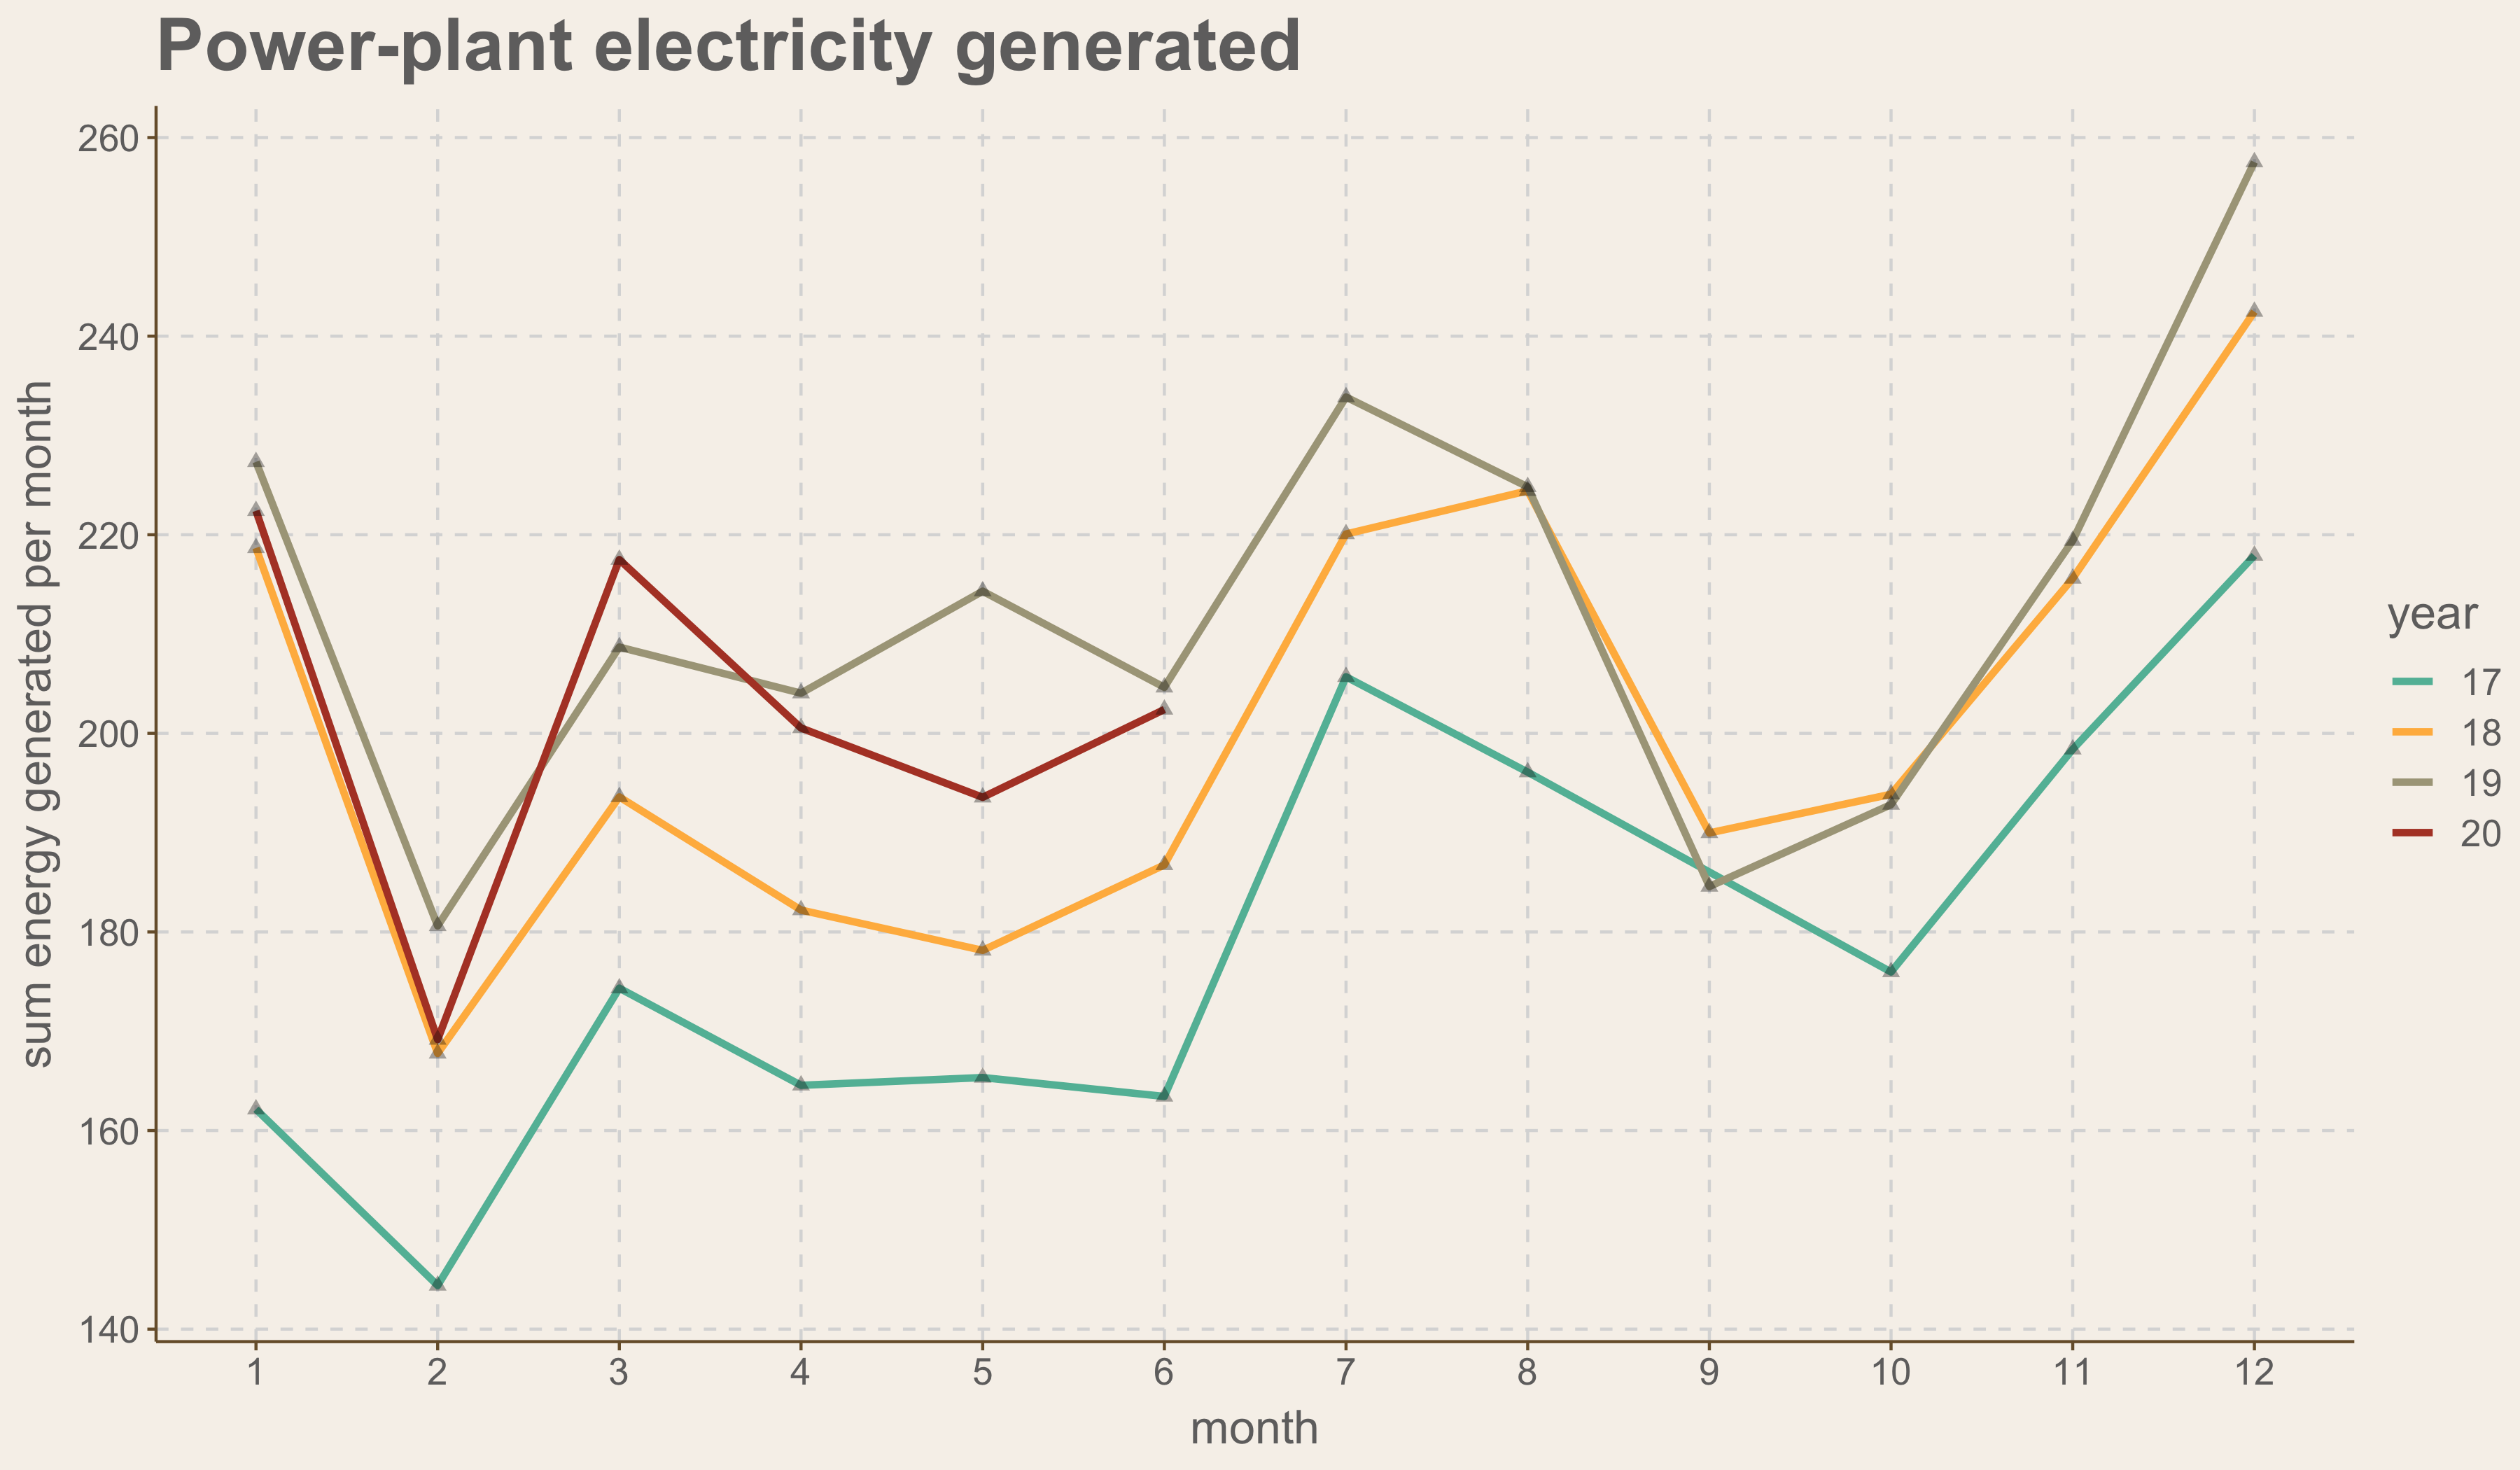 Power-plant electricity generated
sum energy generated per month
260
240
220
200
180
160
140
1 2 3 4 5 6 7 8 9 10 11 12
month
year
17
18
19
20